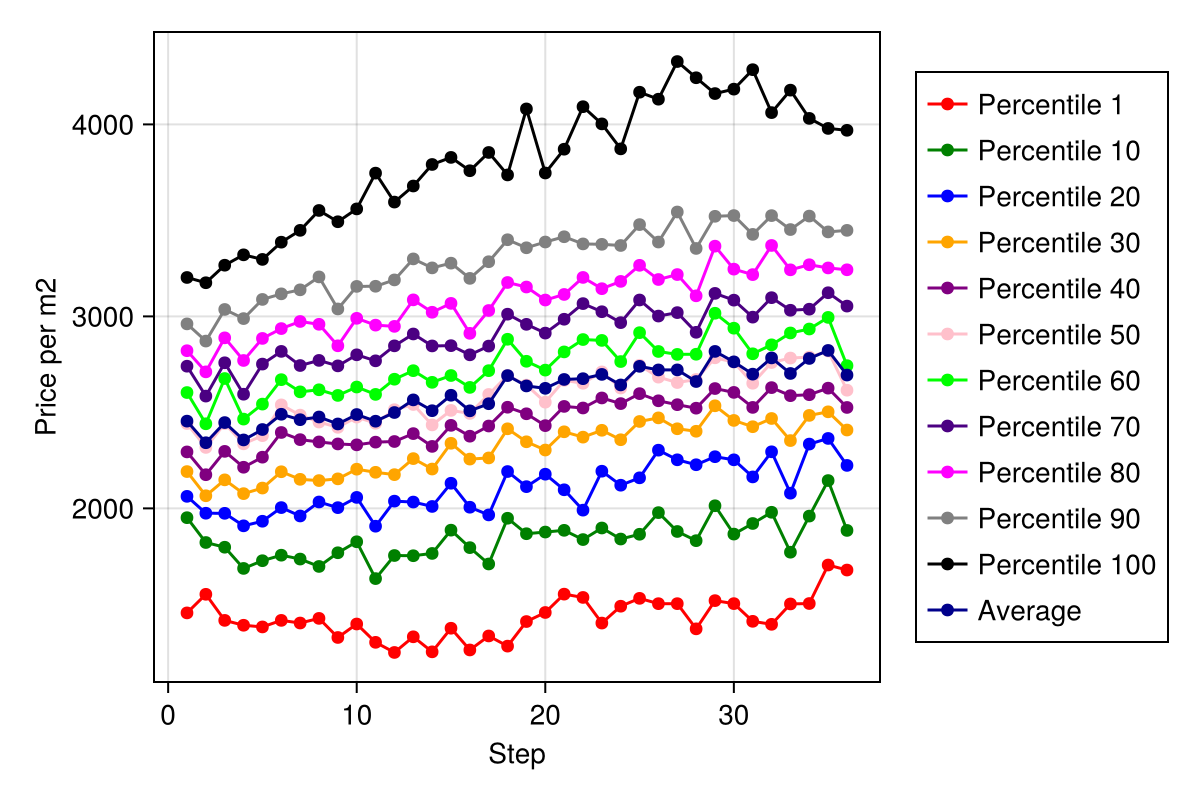 Price per m2
4000
3000
2000
0 10 20 30
Step
Percentile 1
Percentile 10
Percentile 20
Percentile 30
Percentile 40
Percentile 50
Percentile 60
Percentile 70
Percentile 80
Percentile 90
Percentile 100
Average